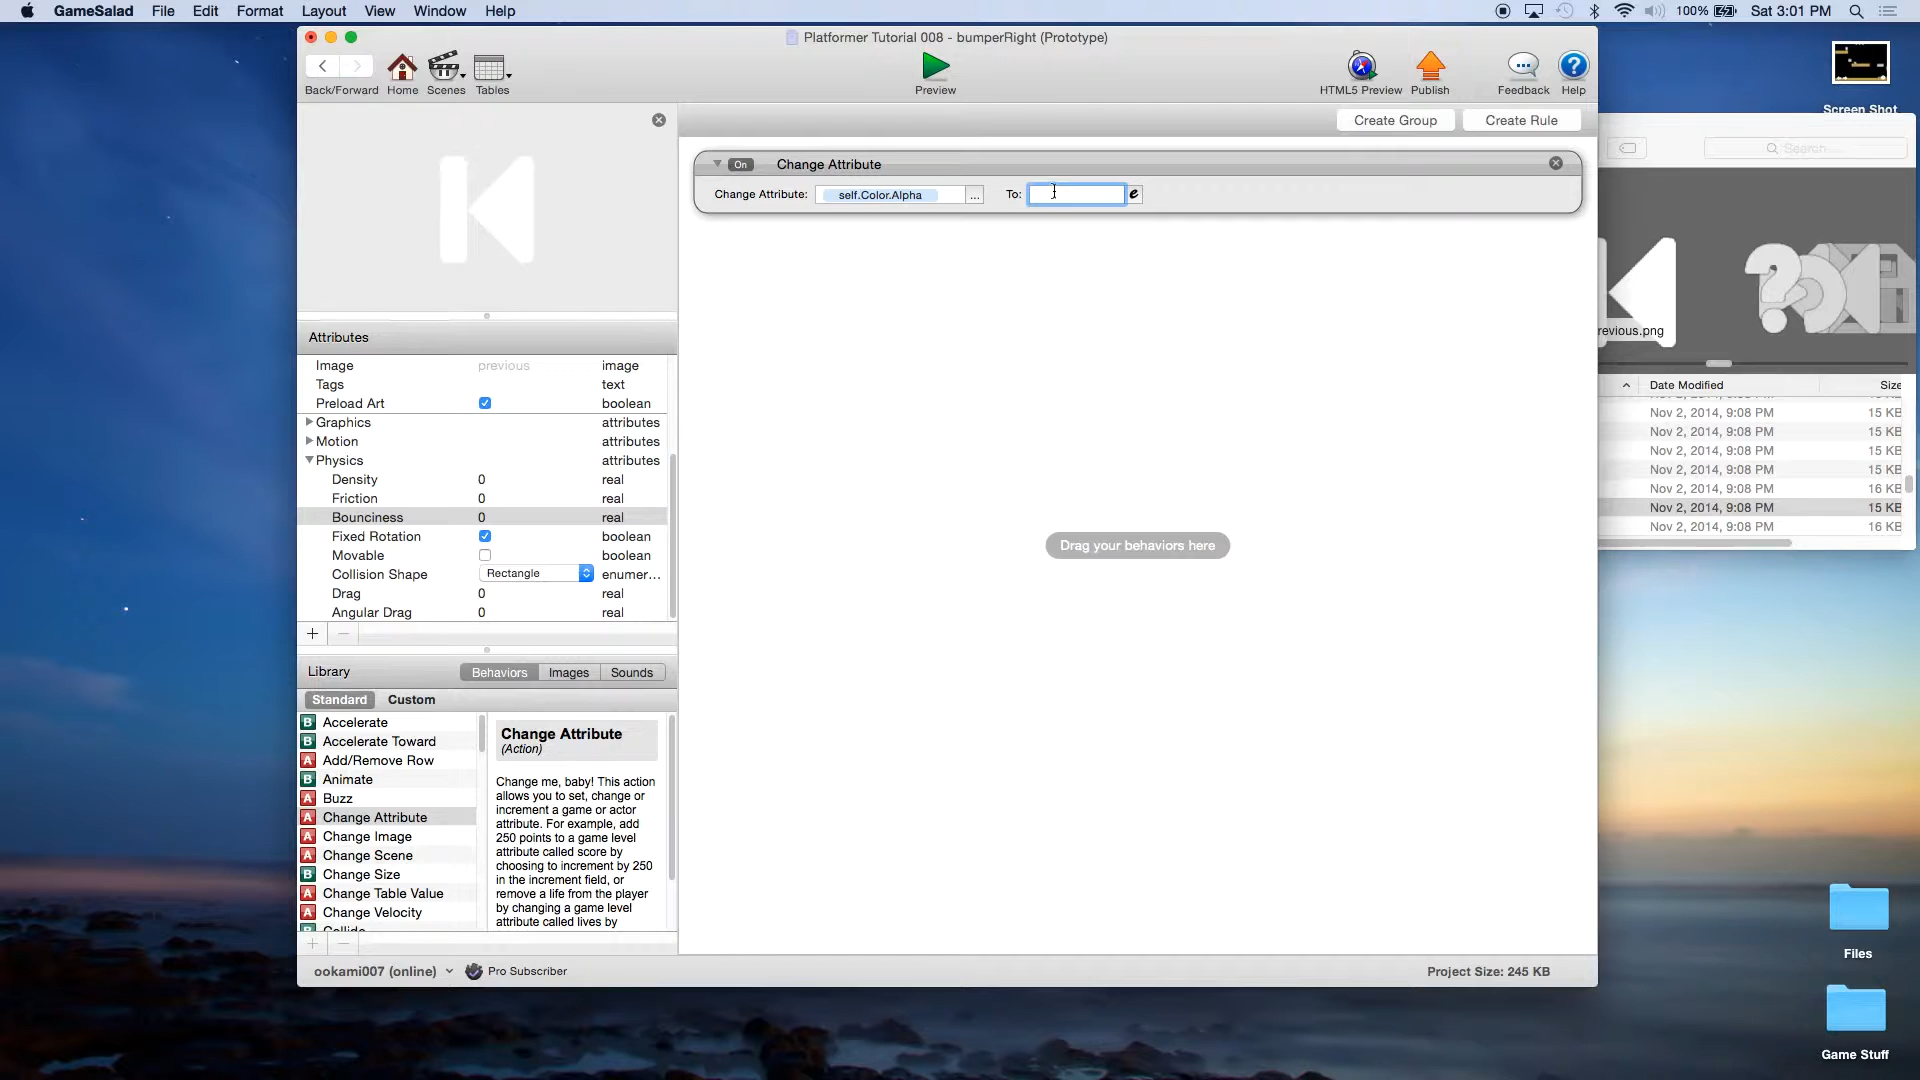 GameSalad File Edit Format Layout View Window Help
100% Sat 3:01 PM
Platformer Tutorial 008 - bumperRight (Prototype)
Back/Forward Home Scenes Tables Preview HTML5 Preview Publish Feedback Help
Screen Shot
Create Group Create Rule
Search...
On Change Attribute
Change Attribute: self.Color.Alpha ... To: e
revious.png
Attributes
Image previous image
Tags text
Preload Art boolean
Graphics attributes
Motion attributes
Physics attributes
Density 0 real
Friction 0 real
Bounciness 0 real
Fixed Rotation boolean
Movable boolean
Collision Shape Rectangle enumer...
Drag 0 real
Angular Drag 0 real
Date Modified Size
Nov 2, 2014, 9:08 PM 15 KB
Nov 2, 2014, 9:08 PM 15 KB
Nov 2, 2014, 9:08 PM 15 KB
Nov 2, 2014, 9:08 PM 15 KB
Nov 2, 2014, 9:08 PM 16 KB
Nov 2, 2014, 9:08 PM 15 KB
Nov 2, 2014, 9:08 PM 16 KB
Drag your behaviors here
Library Behaviors Images Sounds
Standard Custom
B Accelerate
B Accelerate Toward
A Add/Remove Row
B Animate
A Buzz
A Change Attribute
A Change Image
A Change Scene
B Change Size
A Change Table Value
A Change Velocity
B Collide
Change Attribute
(Action)
Change me, baby! This action
allows you to set, change or
increment a game or actor
attribute. For example, add
250 points to a game level
attribute called score by
choosing to increment by 250
in the increment field, or
remove a life from the player
by changing a game level
attribute called lives by
ookami007 (online) Pro Subscriber
Project Size: 245 KB
Files
Game Stuff